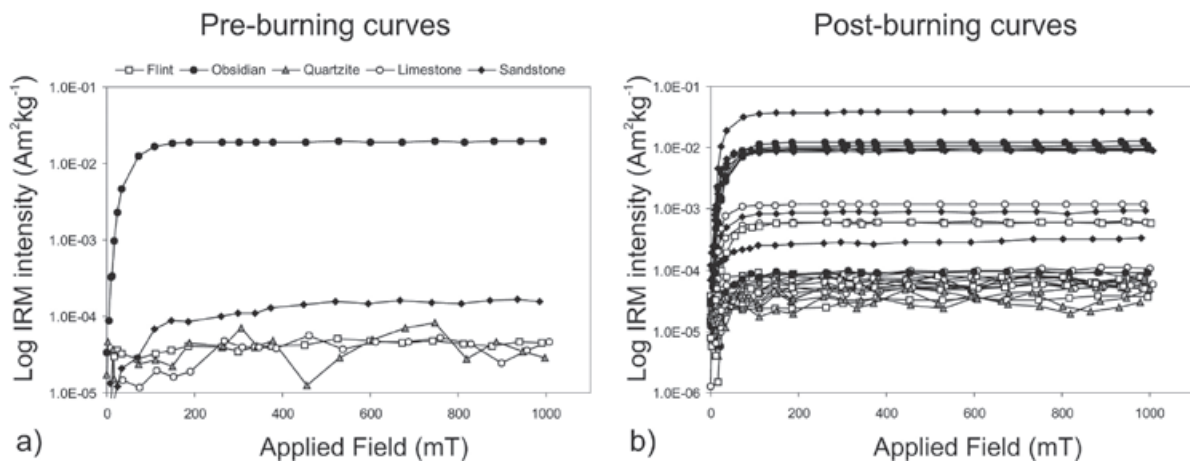 Pre-burning curves
Flint Obsidian Quartzite Limestone Sandstone
Log IRM intensity (Am²kg⁻¹)
1.0E-01
1.0E-02
1.0E-03
1.0E-04
1.0E-05
0 200 400 600 800 1000
a) Applied Field (mT)
Post-burning curves
Log IRM intensity (Am²kg⁻¹)
1.0E-01
1.0E-02
1.0E-03
1.0E-04
1.0E-05
1.0E-06
0 200 400 600 800 1000
b) Applied Field (mT)